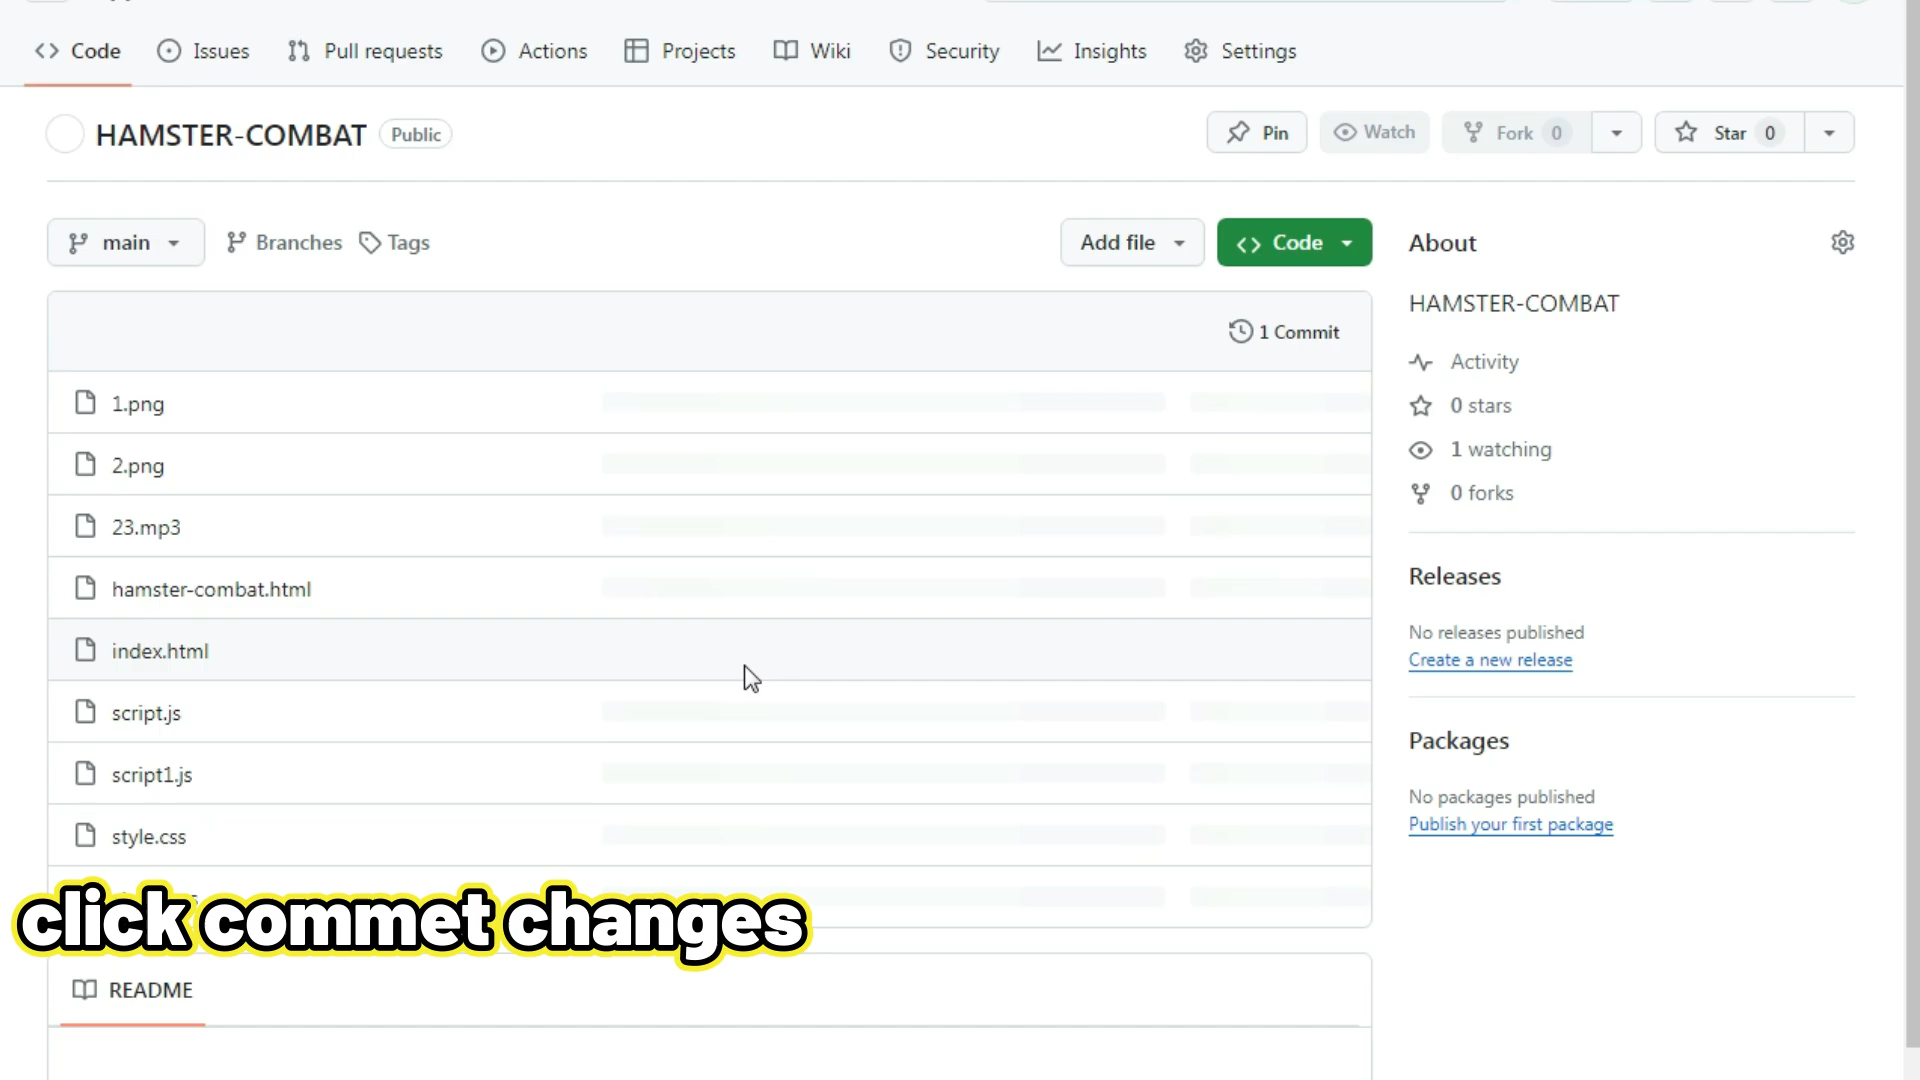 Code
Issues
Pull requests
Actions
Projects
Wiki
Security
Insights
Settings
HAMSTER-COMBAT
Public
Pin
Watch
Fork 0
Star 0
main
Branches
Tags
Add file
Code
1 Commit
1.png
2.png
23.mp3
hamster-combat.html
index.html
script.js
script1.js
style.css
click commet changes
README
About
HAMSTER-COMBAT
Activity
0 stars
1 watching
0 forks
Releases
No releases published
Create a new release
Packages
No packages published
Publish your first package